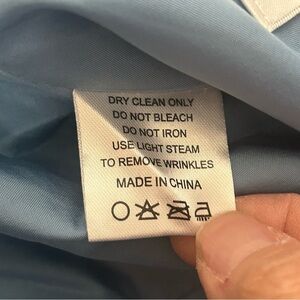 DRY CLEAN ONLY
DO NOT BLEACH
DO NOT IRON
USE LIGHT STEAM
TO REMOVE WRINKLES
MADE IN CHINA